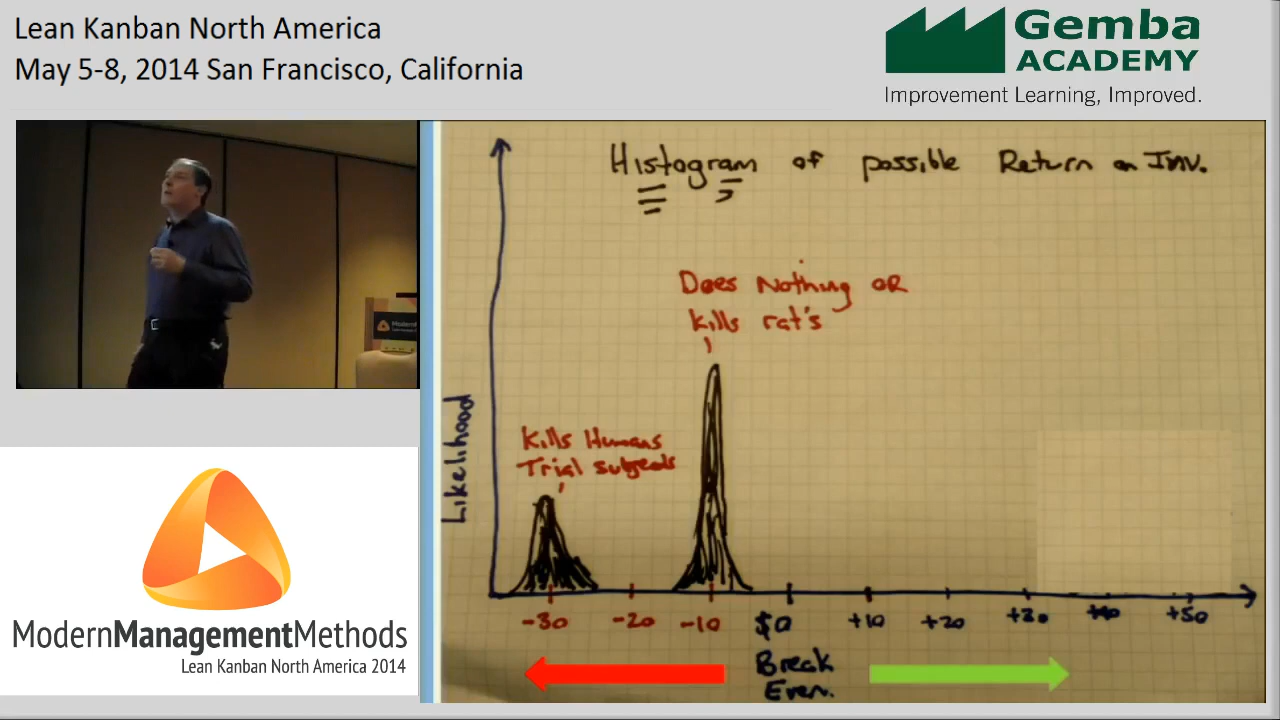 Lean Kanban North America
May 5-8, 2014 San Francisco, California
Gemba
ACADEMY
Improvement Learning, Improved.
Histogram of possible Return on Inv.
Does Nothing OR
kills rat's
Kills Humans
Trial subjects
Likelihood
-30 -20 -10 $0 +10 +20 +30 +40 +50
Break
Even.
Modern
ModernManagementMethods
Lean Kanban North America 2014